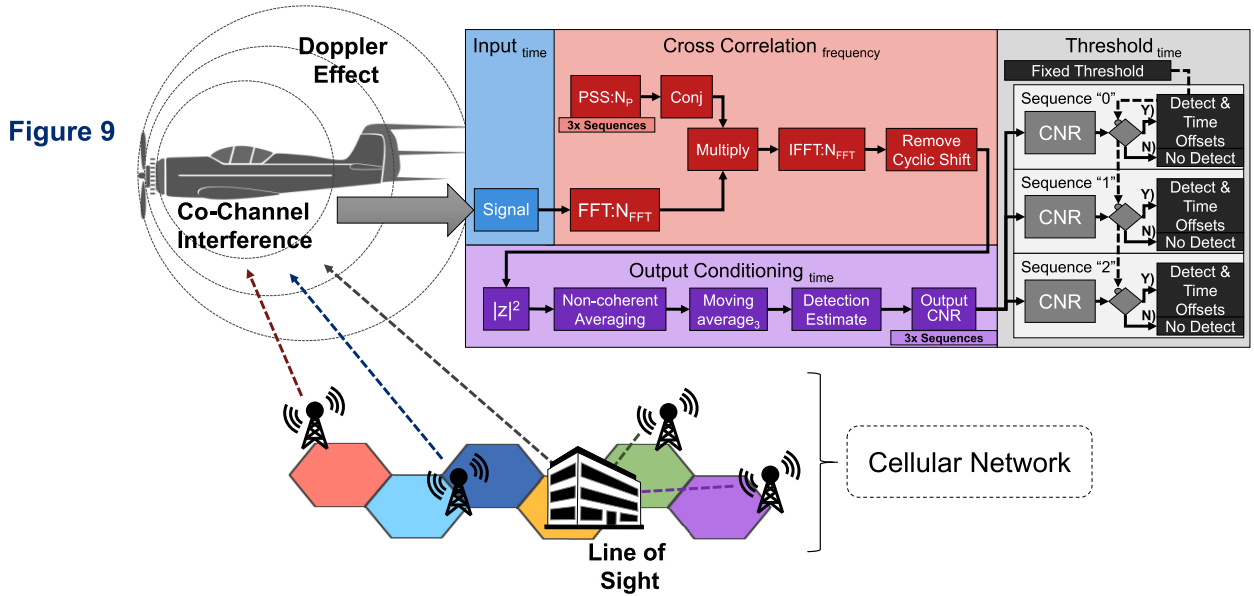 Figure 9
Doppler
Effect
Co-Channel
Interference
Input time
Signal
Cross Correlation frequency
PSS:NP
3x Sequences
Conj
Multiply
FFT:NFFT
IFFT:NFFT
Remove
Cyclic Shift
Output Conditioning time
|z|2
Non-coherent
Averaging
Moving
average3
Detection
Estimate
Output
CNR
3x Sequences
Threshold time
Fixed Threshold
Sequence “0”
CNR
Y)
N)
Detect &
Time
Offsets
No Detect
Sequence “1”
CNR
Y)
N)
Detect &
Time
Offsets
No Detect
Sequence “2”
CNR
Y)
N)
Detect &
Time
Offsets
No Detect
Cellular Network
Line of
Sight